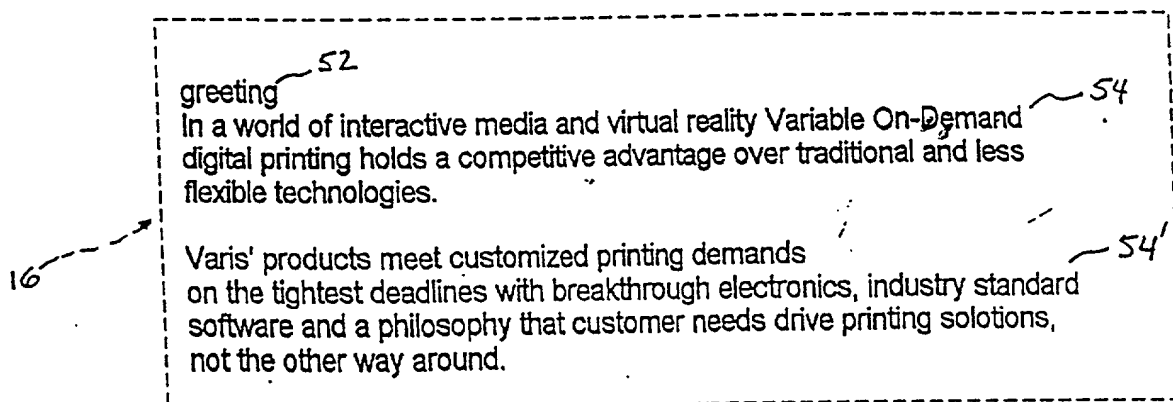 52
greeting
54
In a world of interactive media and virtual reality Variable On-Demand
digital printing holds a competitive advantage over traditional and less
flexible technologies.
16
Varis' products meet customized printing demands
54'
on the tightest deadlines with breakthrough electronics, industry standard
software and a philosophy that customer needs drive printing solotions,
not the other way around.